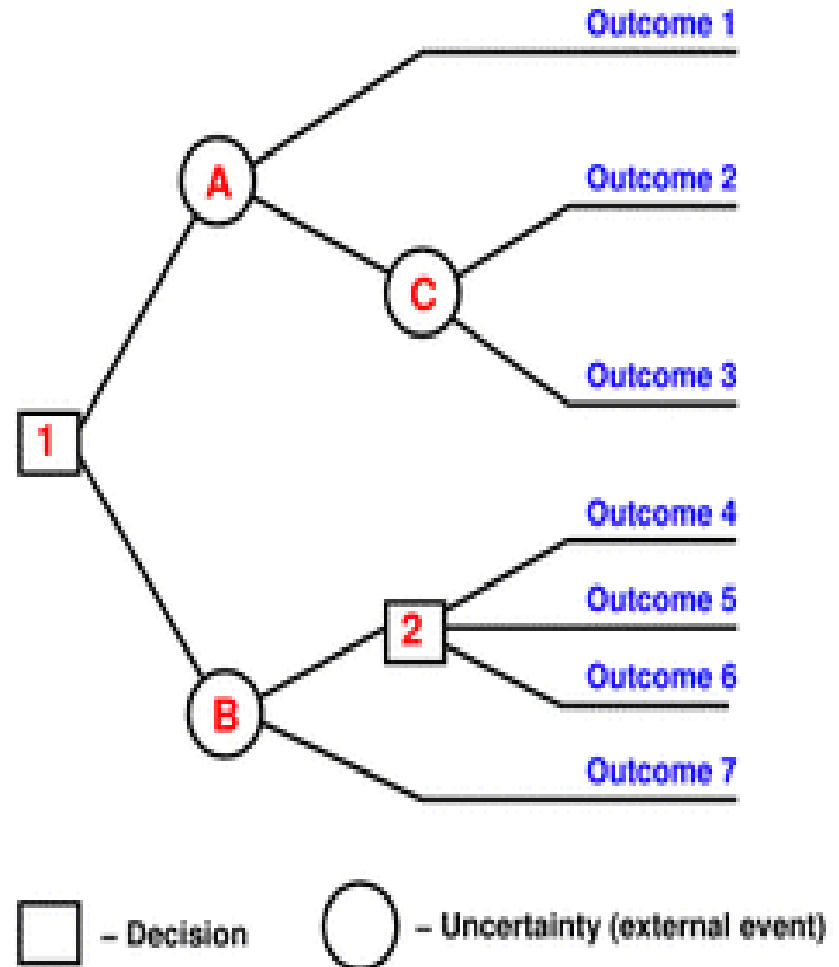 Outcome 1
A
Outcome 2
C
Outcome 3
1
Outcome 4
Outcome 5
2
Outcome 6
B
Outcome 7
– Decision
– Uncertainty (external event)